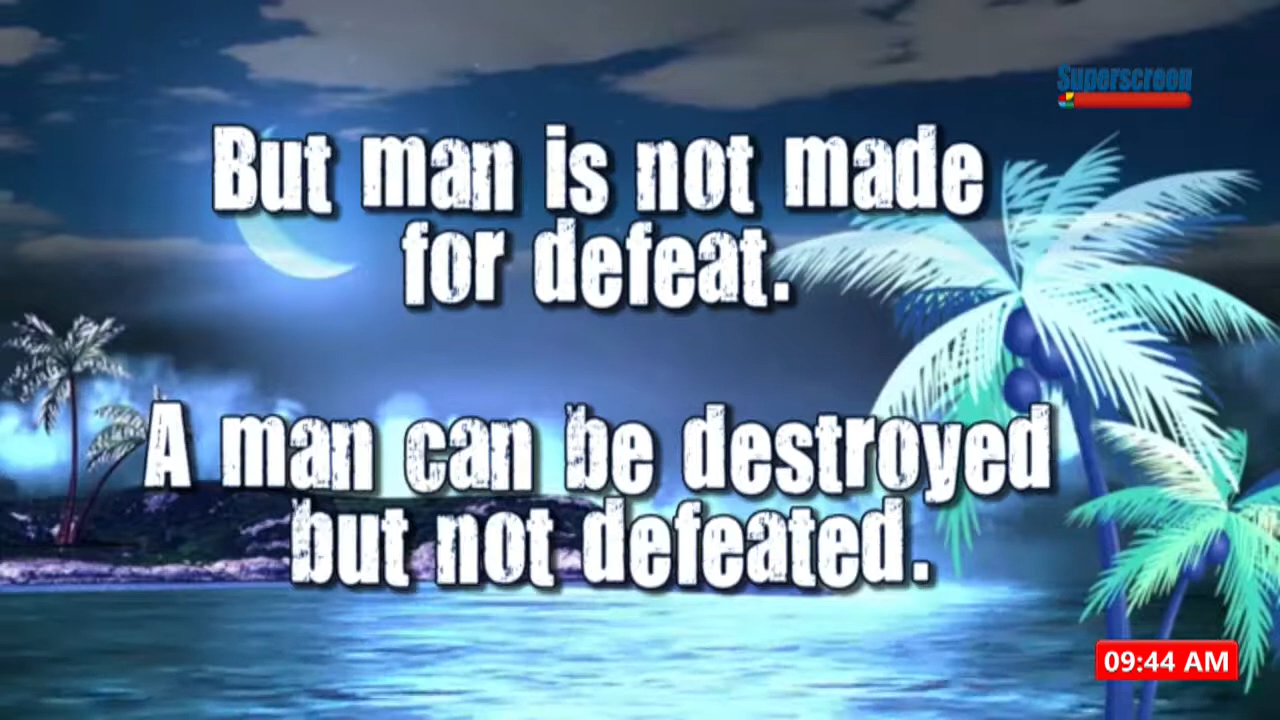 Superscreen
But man is not made
for defeat.
A man can be destroyed
but not defeated.
09:44 AM